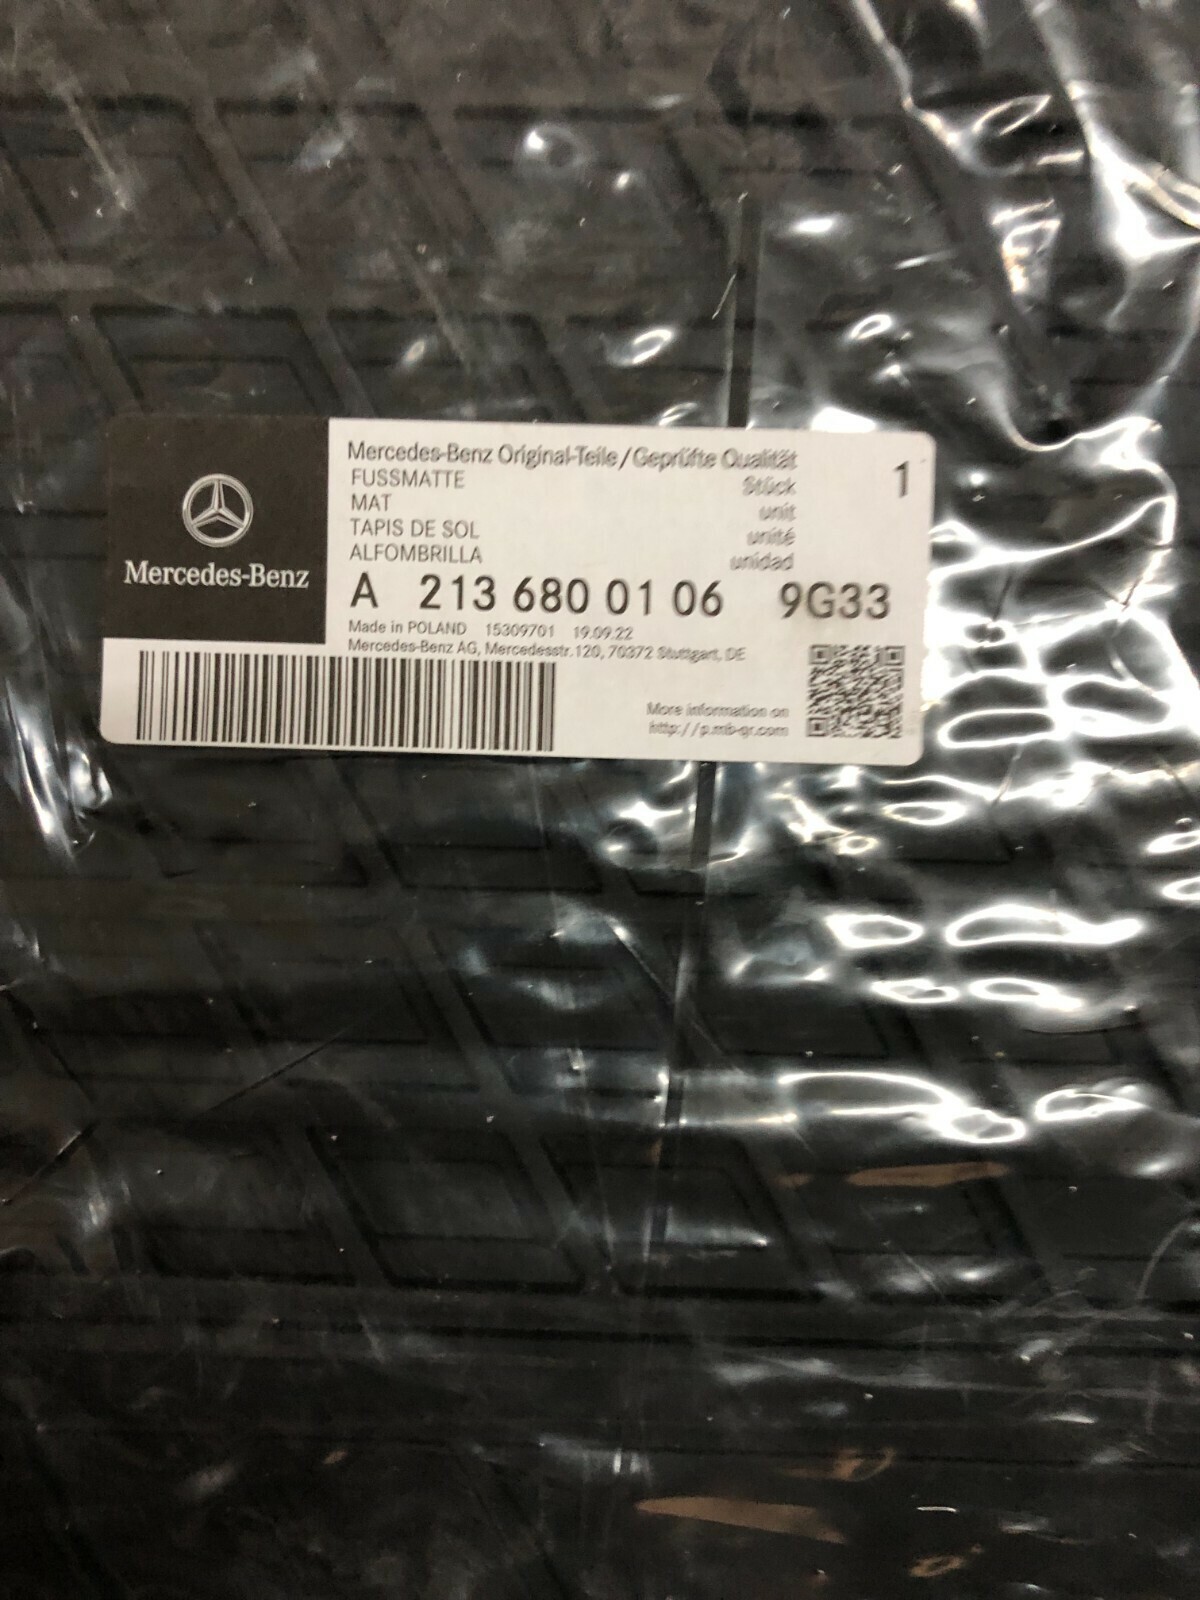 Mercedes-Benz
Mercedes-Benz Original-Teile/Geprüfte Qualität
FUSSMATTE Stück 1
MAT unit
TAPIS DE SOL unité
ALFOMBRILLA unidad
A 213 680 01 06 9G33
Made in POLAND 15309701 19.09.22
Mercedes-Benz AG, Mercedesstr.120, 70372 Stuttgart, DE
More information on
http://p.mb-qr.com